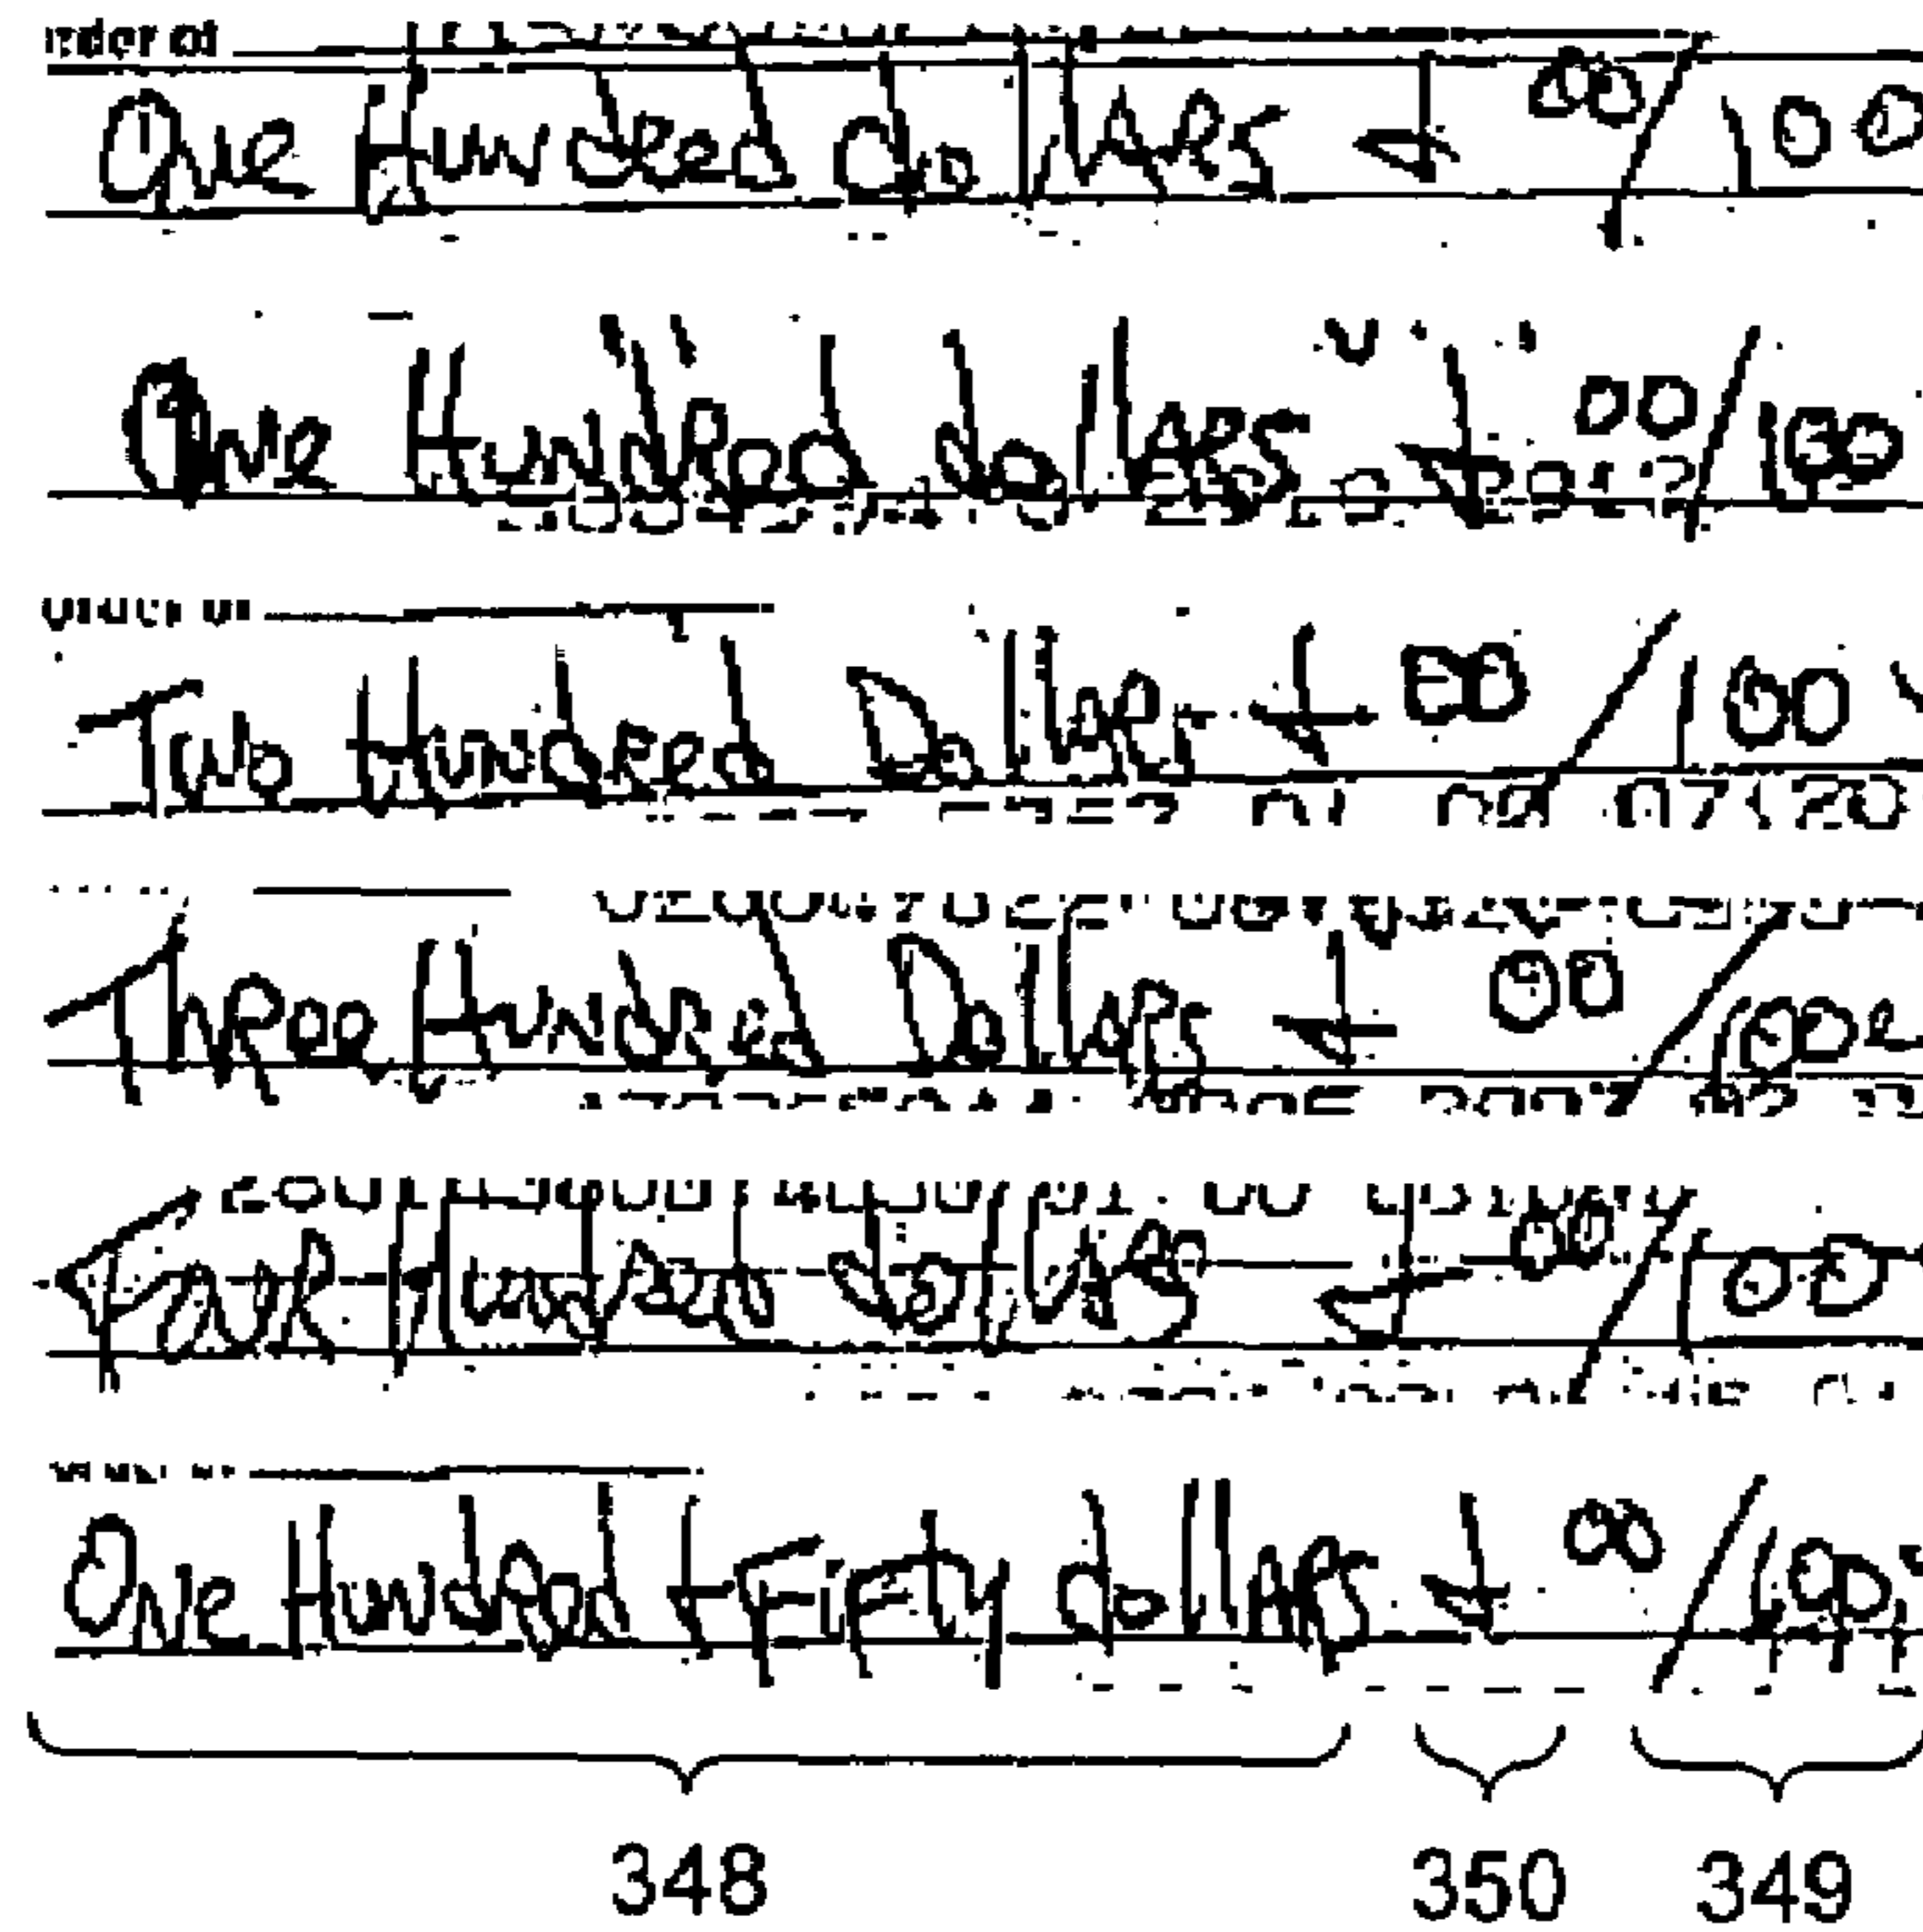 One Hundred dollars + 00/100
One Hundred dollars + 00/100
Two Hundred Dollars + 00/100
Three Hundred Dollars + 00/100
Four Hundred dollars + 00/100
One Hundred + Fifty dollars + 00/100
348 350 349